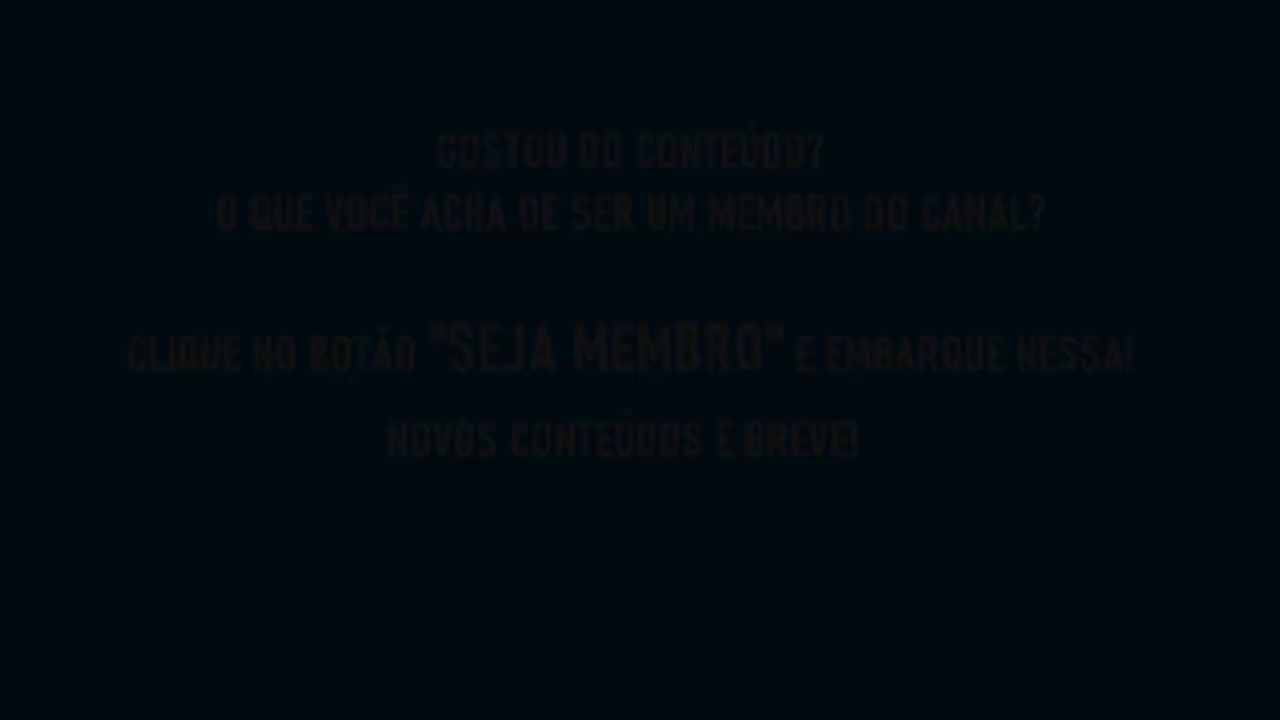 GOSTOU DO CONTEÚDO?
O QUE VOCÊ ACHA DE SER UM MEMBRO DO CANAL?
CLIQUE NO BOTÃO "SEJA MEMBRO" E EMBARQUE NESSA!
NOVOS CONTEÚDOS E BREVE!